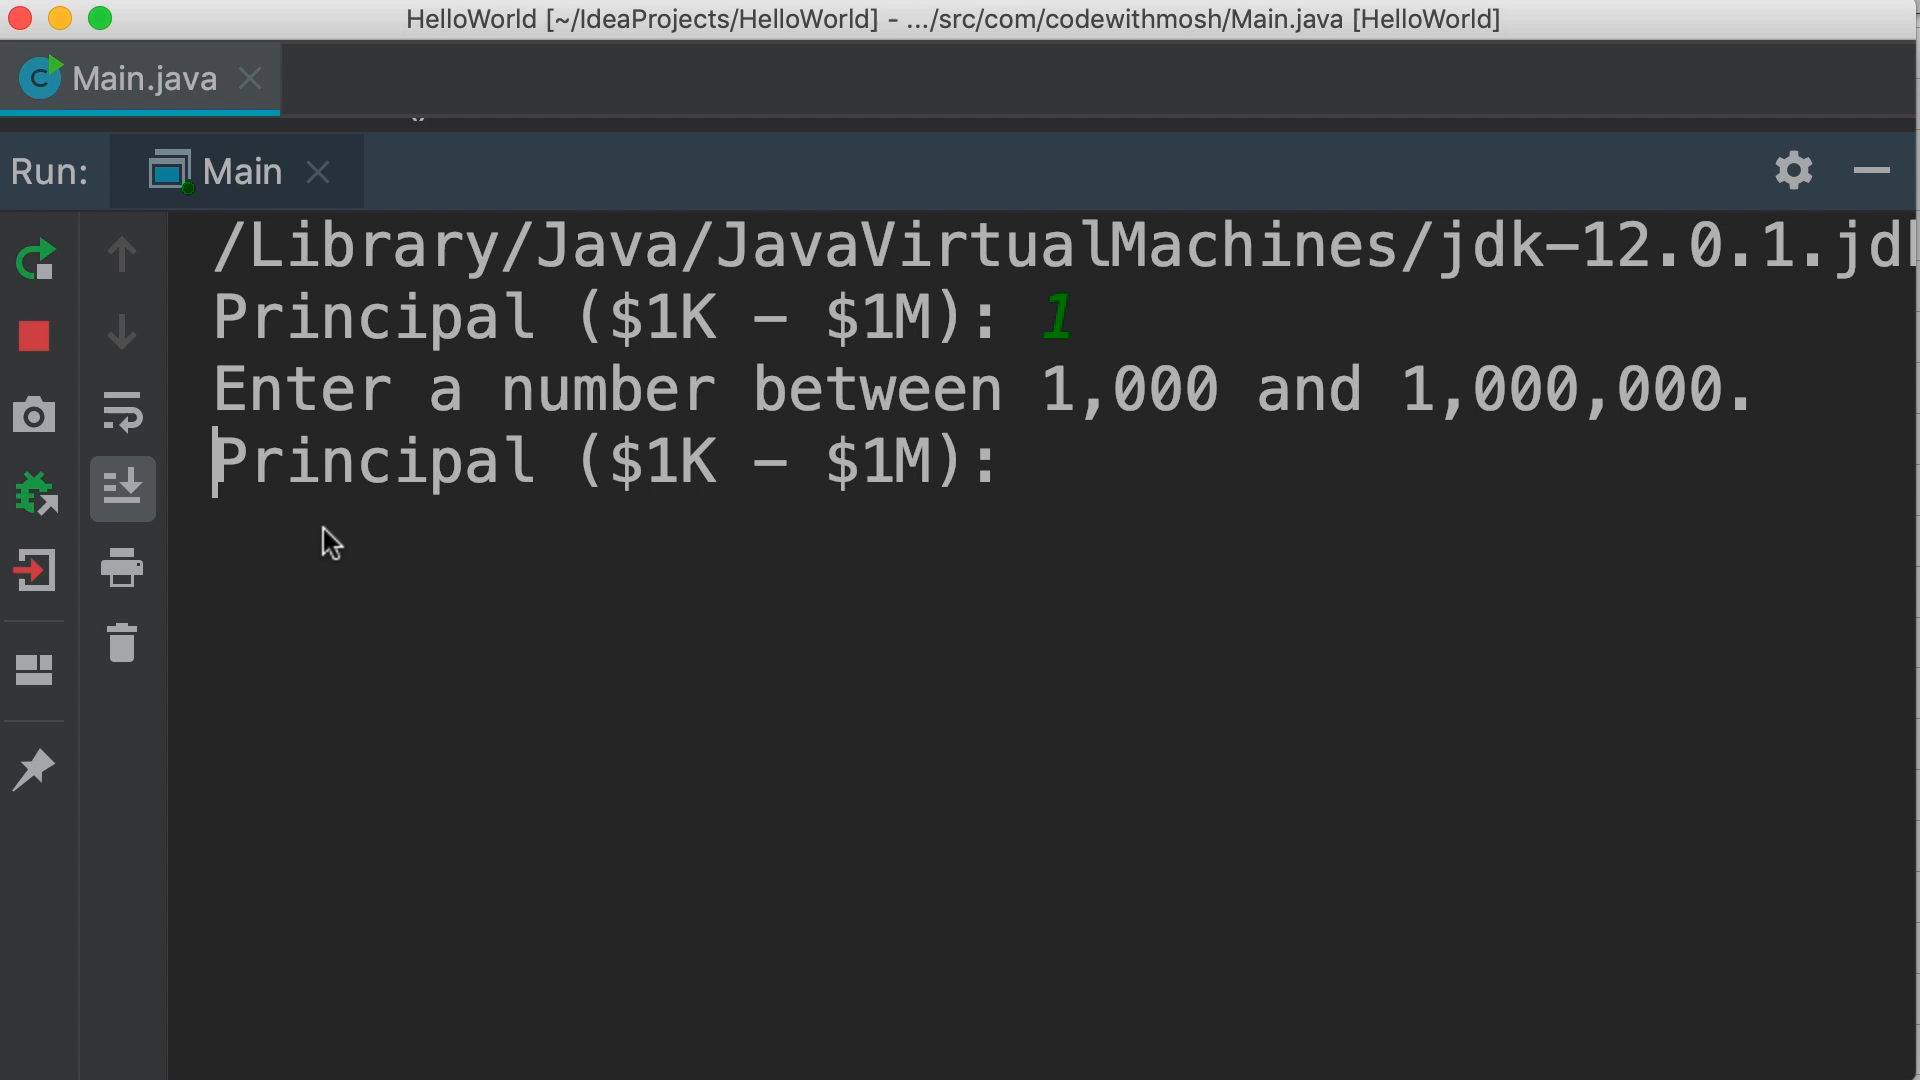 HelloWorld [~/IdeaProjects/HelloWorld] - .../src/com/codewithmosh/Main.java [HelloWorld]
Main.java
Run: Main
/Library/Java/JavaVirtualMachines/jdk-12.0.1.jd
Principal ($1K - $1M): 1
Enter a number between 1,000 and 1,000,000.
Principal ($1K - $1M):